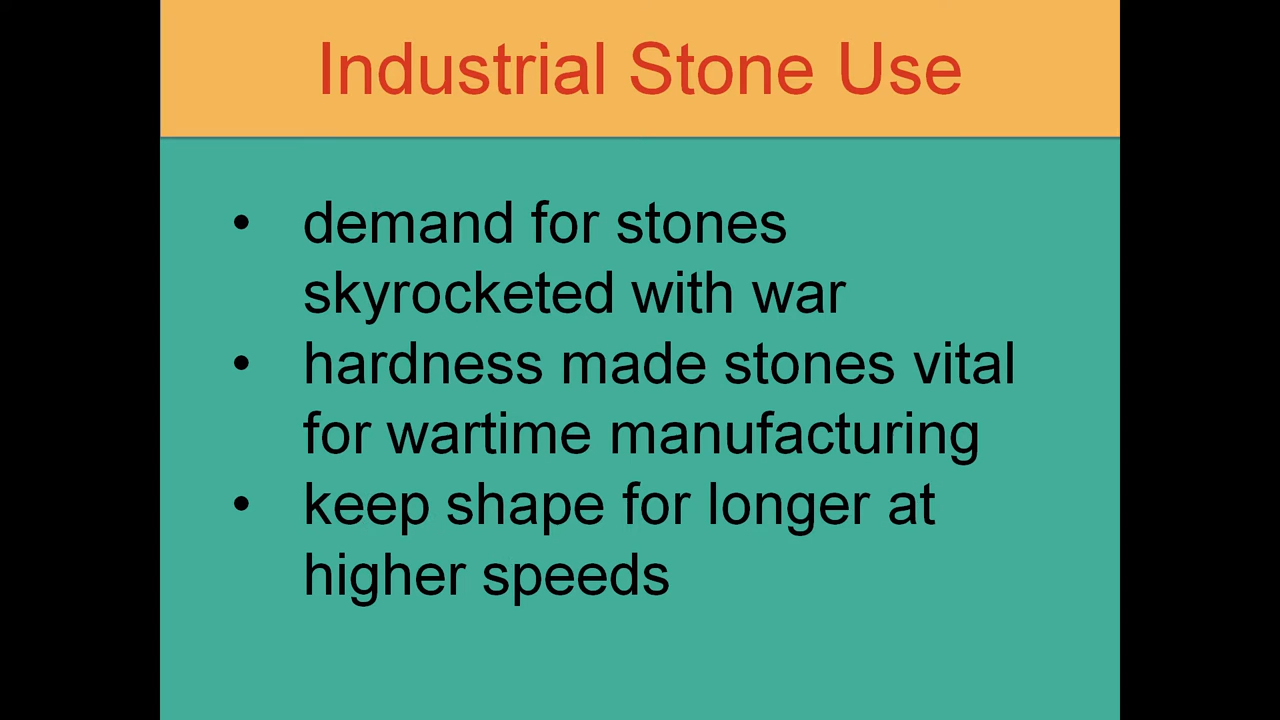 Industrial Stone Use
• demand for stones
skyrocketed with war
• hardness made stones vital
for wartime manufacturing
• keep shape for longer at
higher speeds